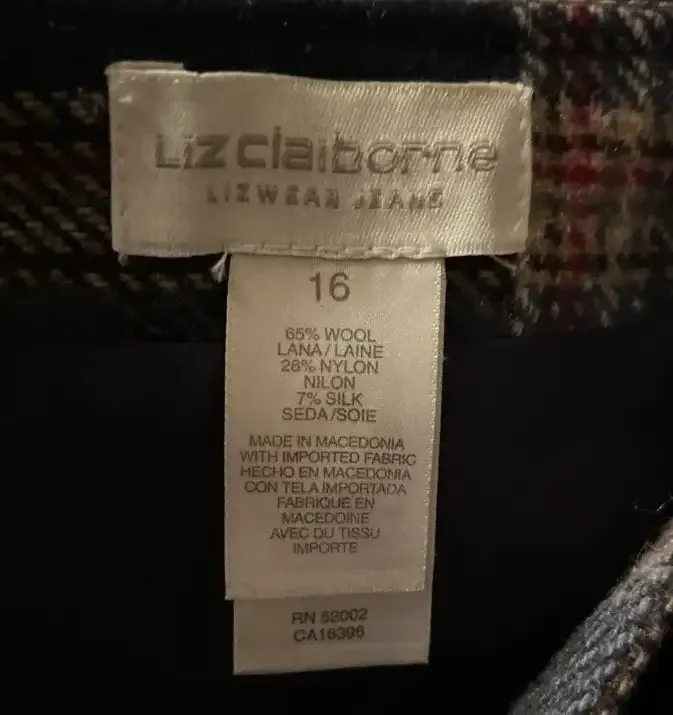 Liz claiborne
LIZWEAR JEANS
16
65% WOOL
LANA/LAINE
28% NYLON
NILON
7% SILK
SEDA/SOIE
MADE IN MACEDONIA
WITH IMPORTED FABRIC
HECHO EN MACEDONIA
CON TELA IMPORTADA
FABRIQUE EN
MACEDOINE
AVEC DU TISSU
IMPORTE
RN 52002
CA16396